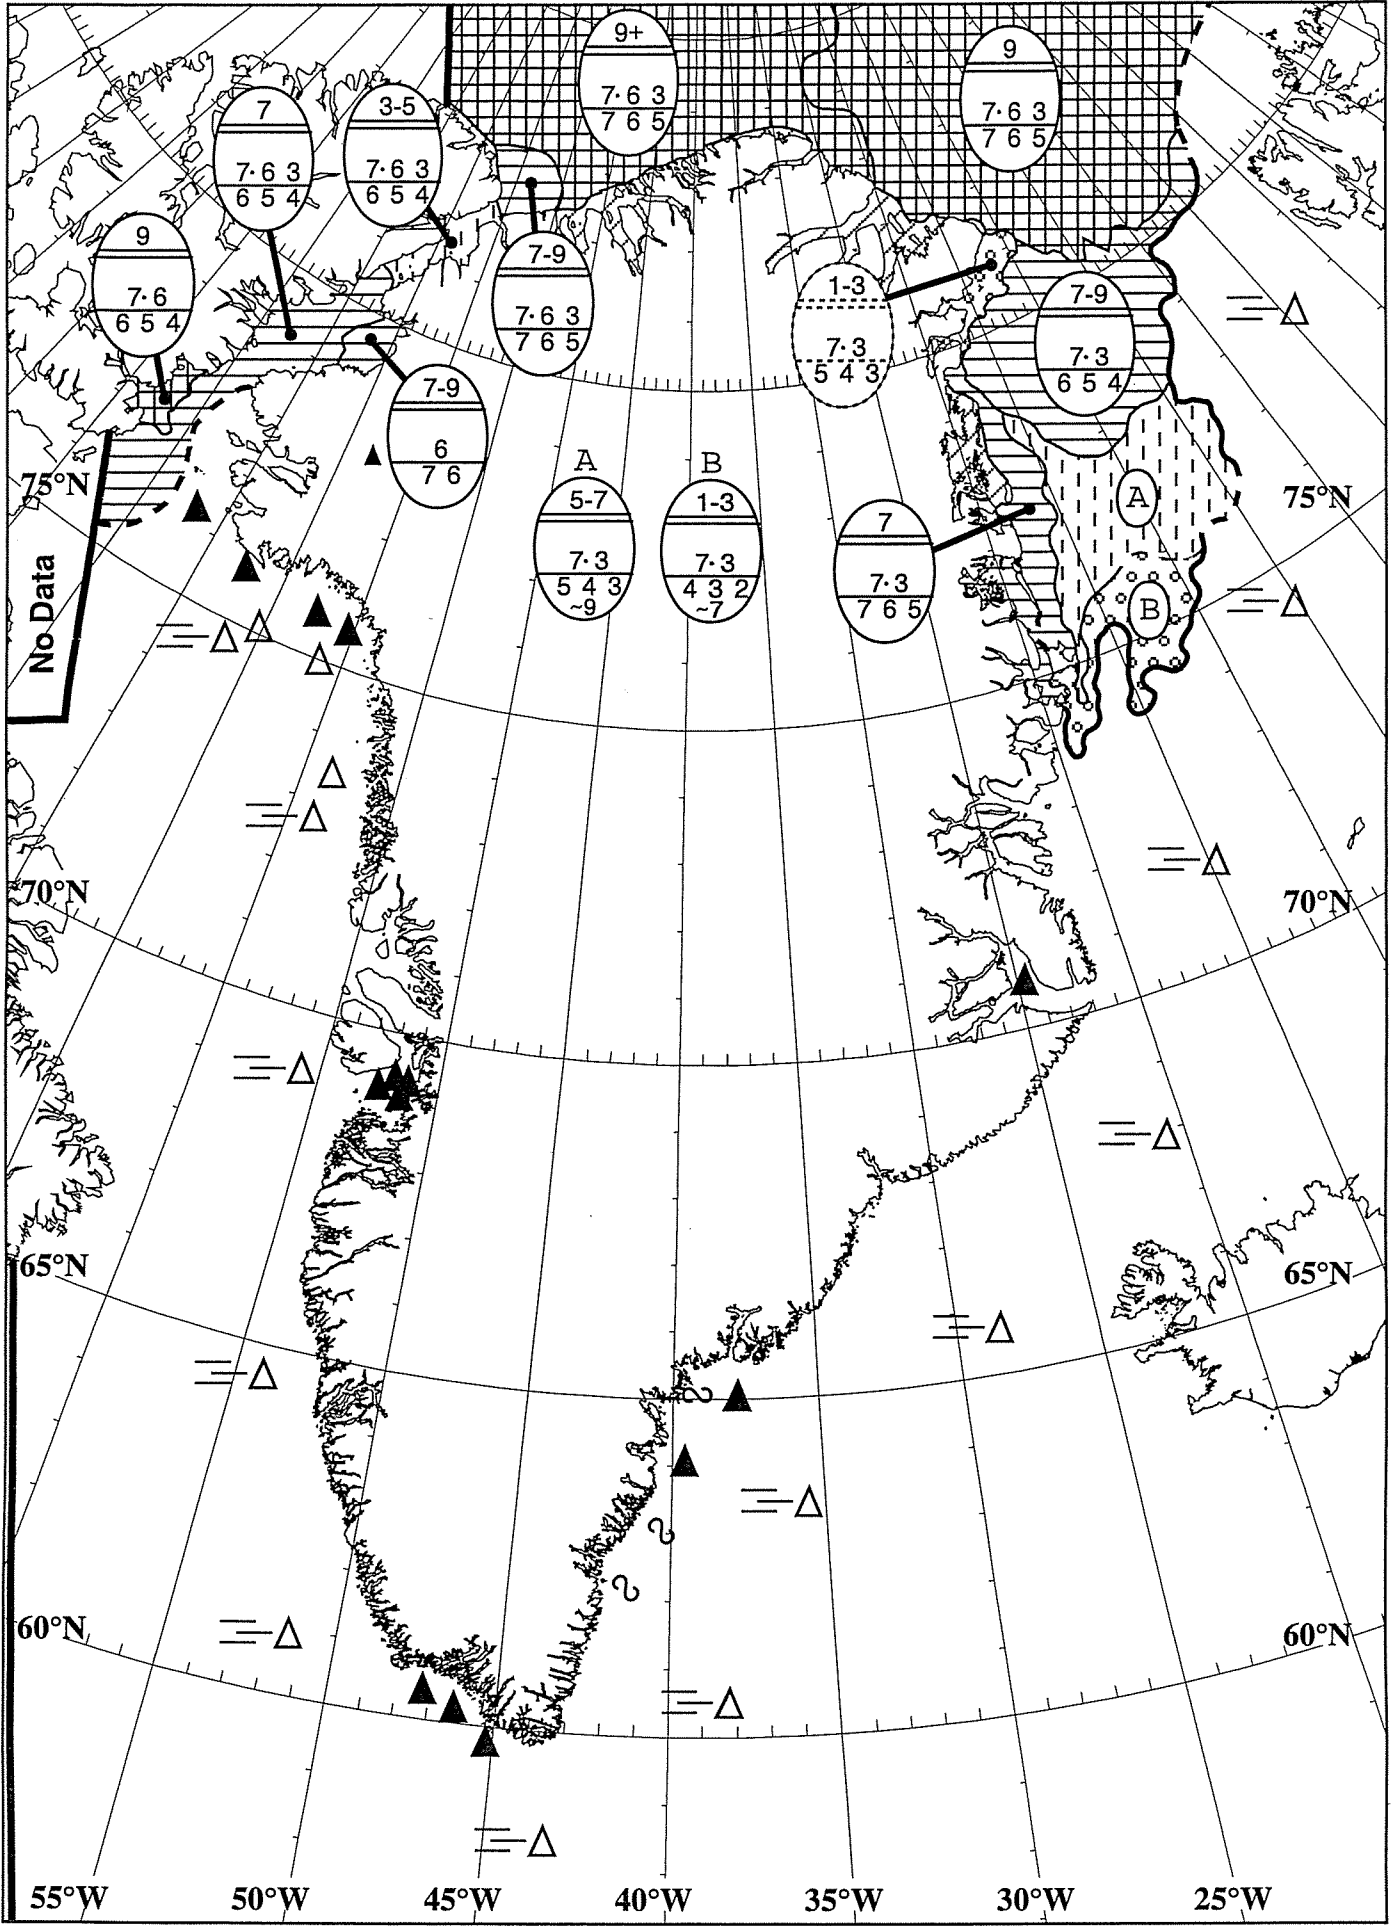 9+
7· 6 3
7 6 5
9
7· 6 3
7 6 5
7
7· 6 3
6 5 4
3-5
7· 6 3
6 5 4
9
7· 6
6 5 4
7-9
7· 6 3
7 6 5
1-3
7· 3
5 4 3
7-9
7· 3
6 5 4
7-9
6
7 6
A
5-7
7· 3
5 4 3
~9
B
1-3
7· 3
4 3 2
~7
7
7· 3
7 6 5
A
B
75°N
75°N
No Data
70°N
70°N
65°N
65°N
60°N
60°N
55°W
50°W
45°W
40°W
35°W
30°W
25°W